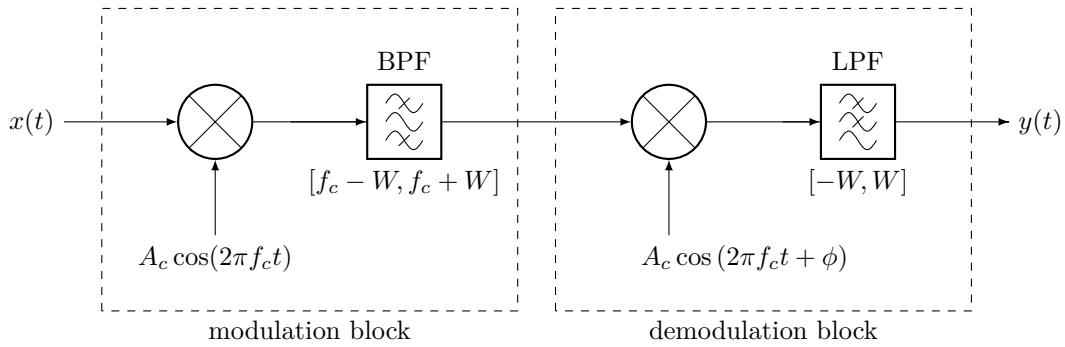 BPF
LPF
x(t)
y(t)
[f_c − W, f_c + W]
[−W, W]
A_c cos(2πf_c t)
A_c cos (2πf_c t + ϕ)
modulation block
demodulation block